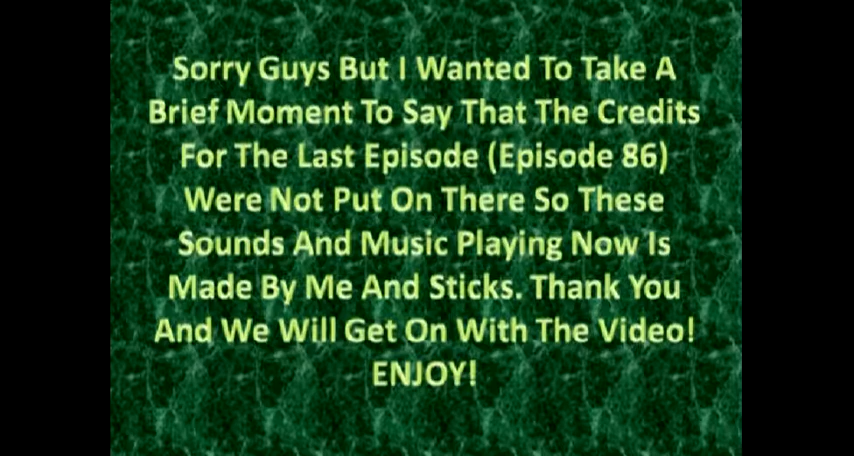 Sorry Guys But I Wanted To Take A
Brief Moment To Say That The Credits
For The Last Episode (Episode 86)
Were Not Put On There So These
Sounds And Music Playing Now Is
Made By Me And Sticks. Thank You
And We Will Get On With The Video!
ENJOY!